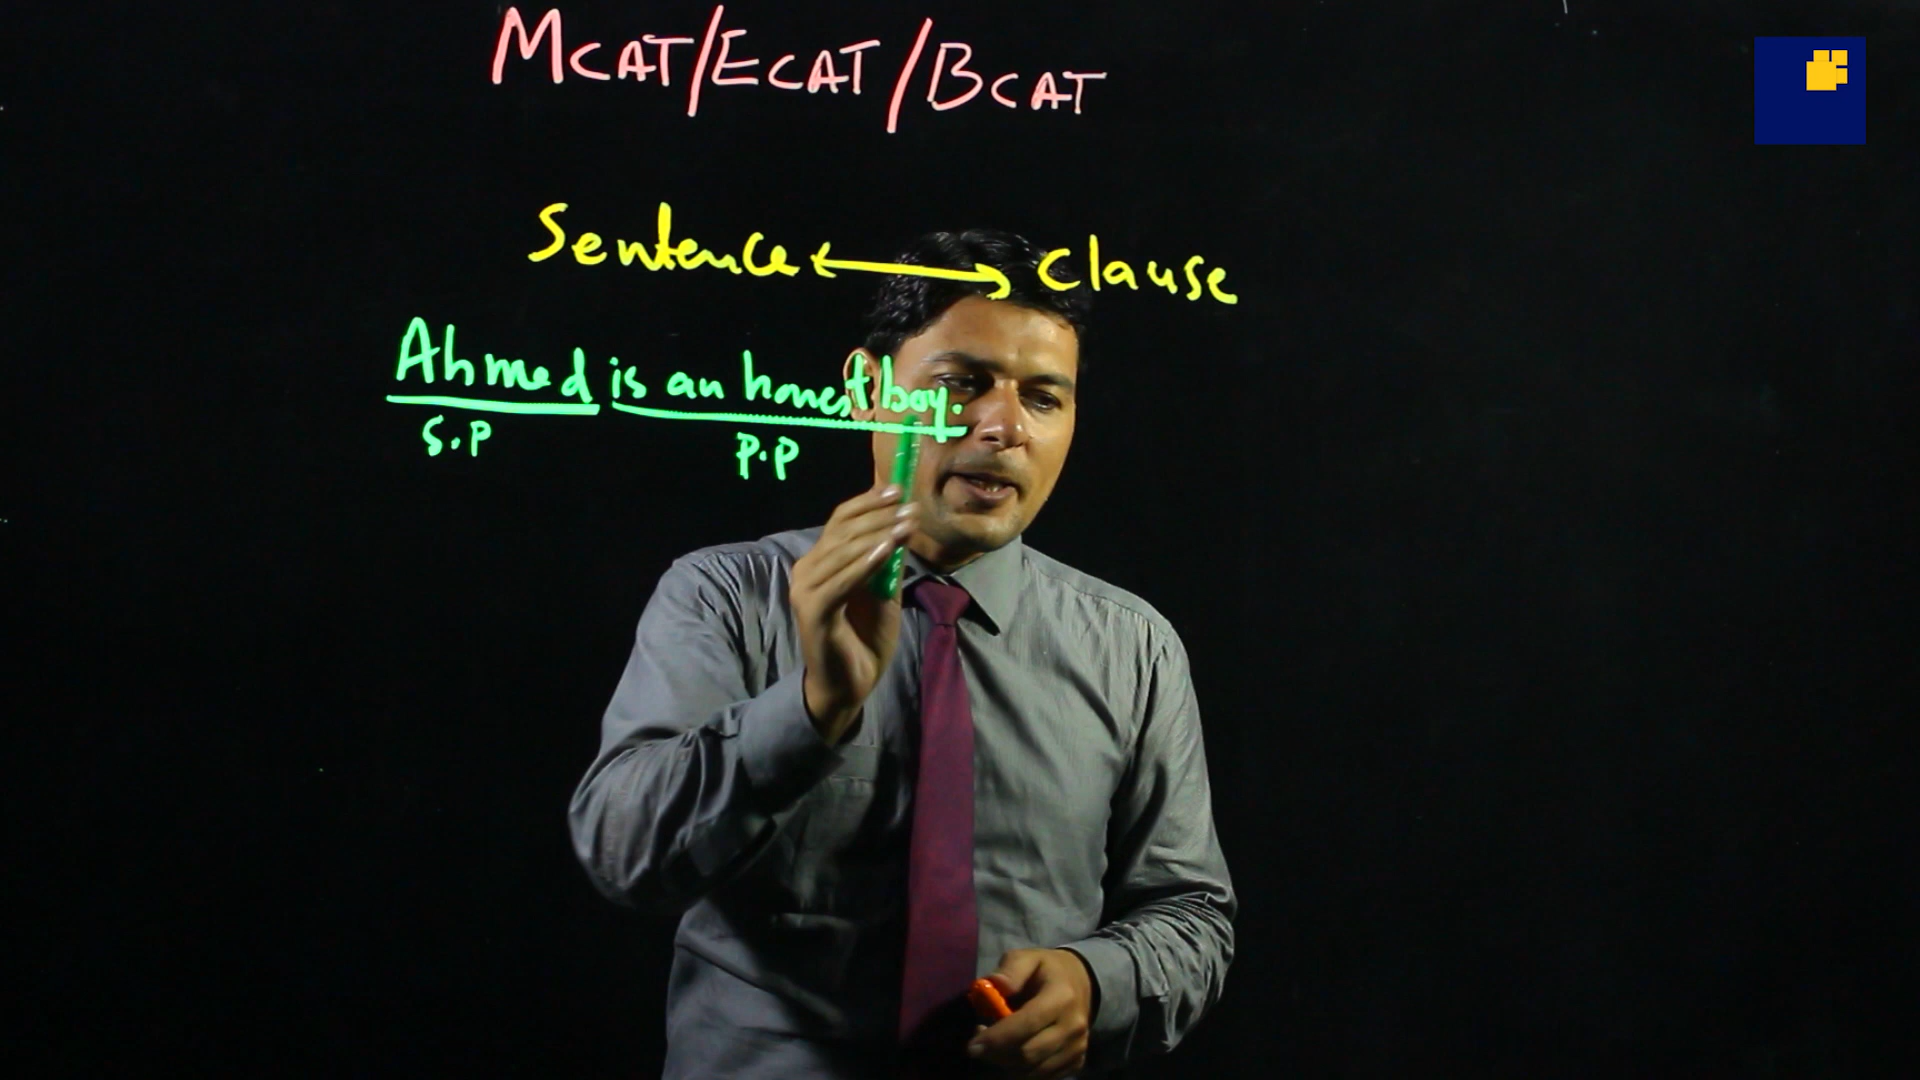 MCAT/ECAT/BCAT
Sentence ↔ Clause
Ahmed is an honest boy.
S.P P.P